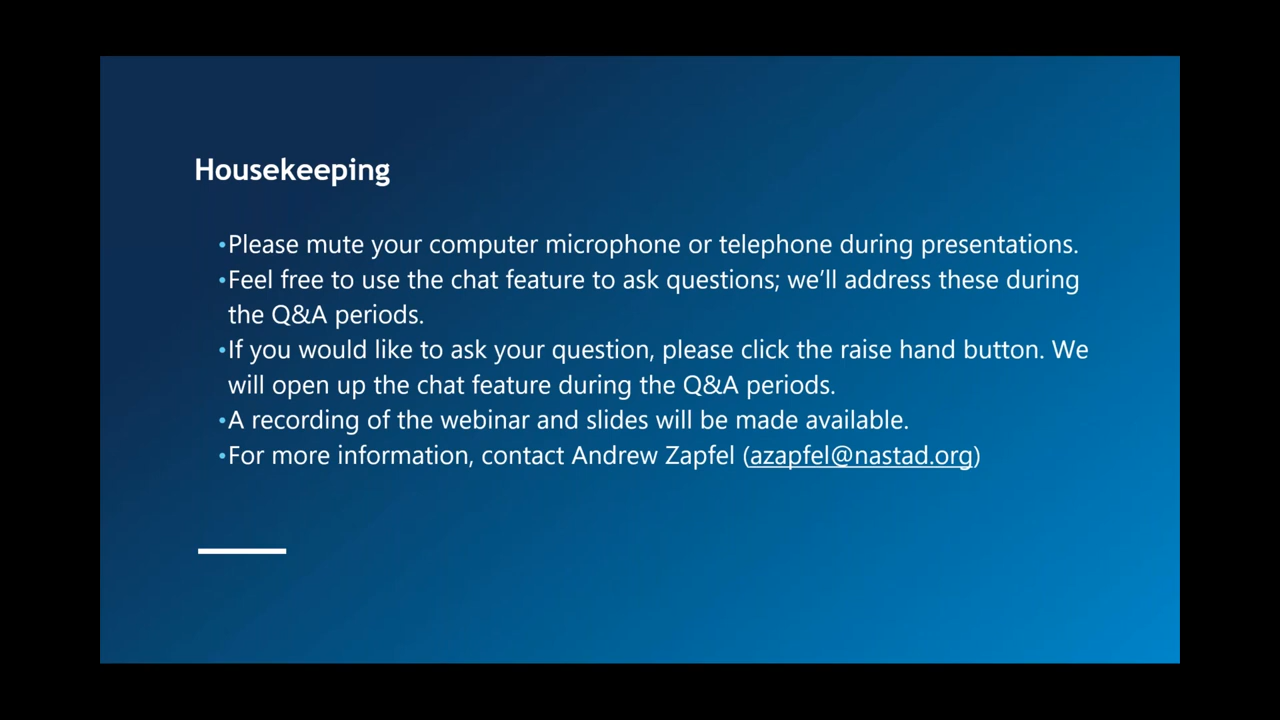 Housekeeping
•Please mute your computer microphone or telephone during presentations.
•Feel free to use the chat feature to ask questions; we’ll address these during
the Q&A periods.
•If you would like to ask your question, please click the raise hand button. We
will open up the chat feature during the Q&A periods.
•A recording of the webinar and slides will be made available.
•For more information, contact Andrew Zapfel (azapfel@nastad.org)